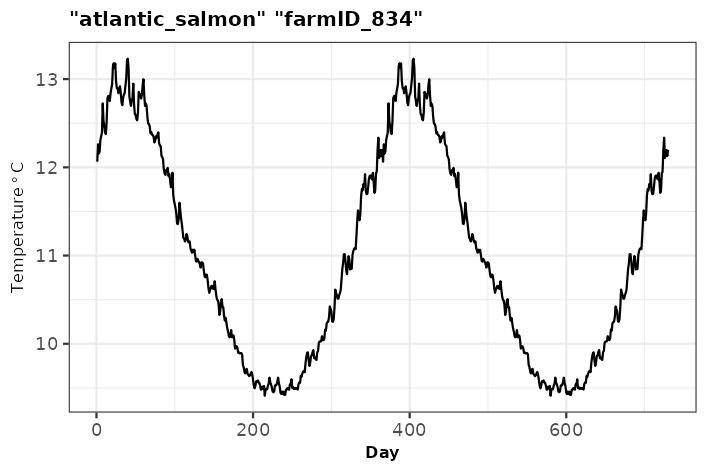 "atlantic_salmon" "farmID_834"
Temperature ° C
13
12
11
10
0 200 400 600
Day